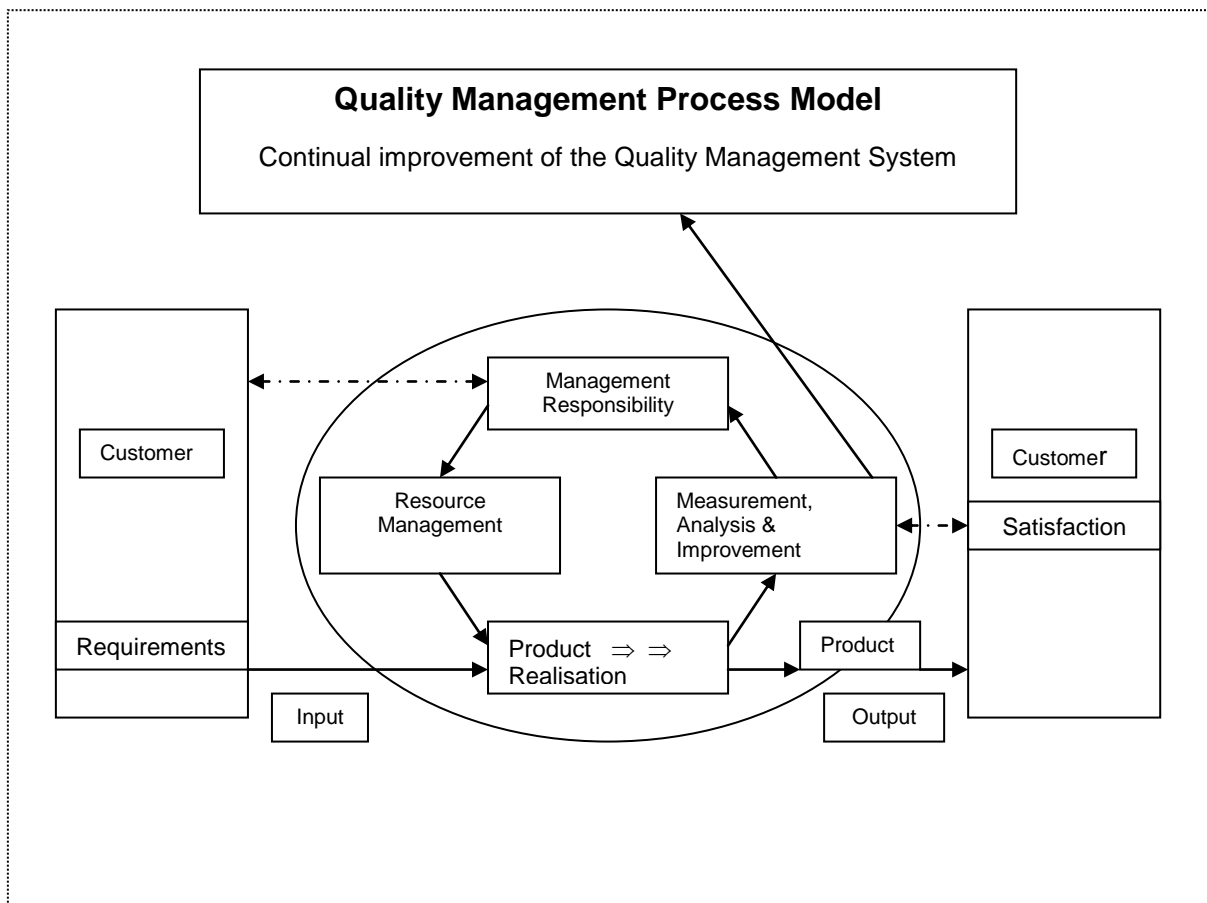 Quality Management Process Model
Continual improvement of the Quality Management System
Management
Responsibility
Customer
Customer
Resource
Management
Measurement,
Analysis &
Improvement
Satisfaction
Requirements
Product ⇒ ⇒
Realisation
Product
Input
Output